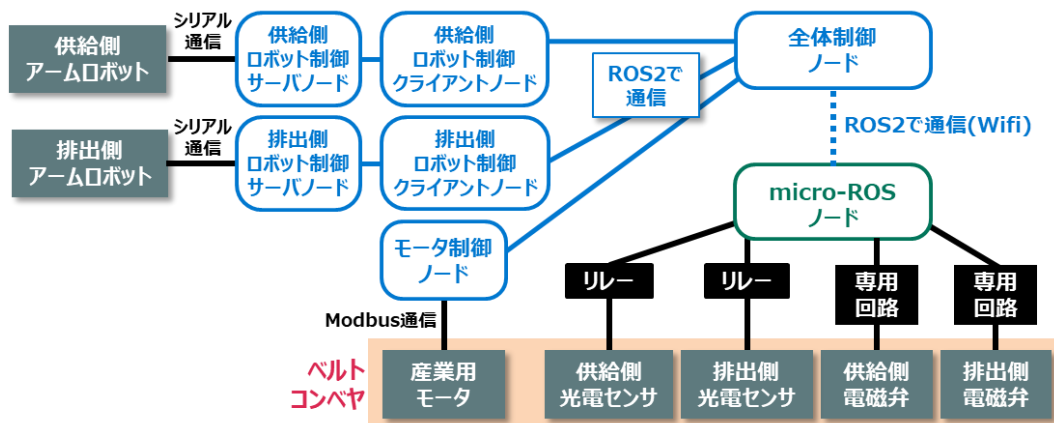 供給側
アームロボット
シリアル
通信
供給側
ロボット制御
サーバノード
供給側
ロボット制御
クライアントノード
全体制御
ノード
ROS2で
通信
排出側
アームロボット
シリアル
通信
排出側
ロボット制御
サーバノード
排出側
ロボット制御
クライアントノード
ROS2で通信(Wifi)
micro-ROS
ノード
モータ制御
ノード
リレー
リレー
専用
回路
専用
回路
Modbus通信
ベルト
コンベヤ
産業用
モータ
供給側
光電センサ
排出側
光電センサ
供給側
電磁弁
排出側
電磁弁